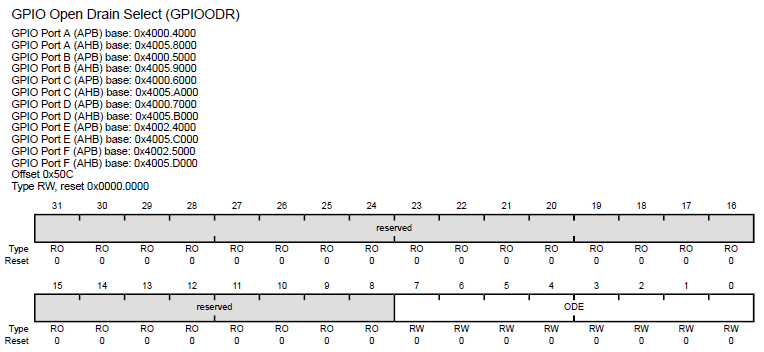 GPIO Open Drain Select (GPIOODR)
GPIO Port A (APB) base: 0x4000.4000
GPIO Port A (AHB) base: 0x4005.8000
GPIO Port B (APB) base: 0x4000.5000
GPIO Port B (AHB) base: 0x4005.9000
GPIO Port C (APB) base: 0x4000.6000
GPIO Port C (AHB) base: 0x4005.A000
GPIO Port D (APB) base: 0x4000.7000
GPIO Port D (AHB) base: 0x4005.B000
GPIO Port E (APB) base: 0x4002.4000
GPIO Port E (AHB) base: 0x4005.C000
GPIO Port F (APB) base: 0x4002.5000
GPIO Port F (AHB) base: 0x4005.D000
Offset 0x50C
Type RW, reset 0x0000.0000
31 30 29 28 27 26 25 24 23 22 21 20 19 18 17 16
reserved
Type RO RO RO RO RO RO RO RO RO RO RO RO RO RO RO RO
Reset 0 0 0 0 0 0 0 0 0 0 0 0 0 0 0 0
15 14 13 12 11 10 9 8 7 6 5 4 3 2 1 0
reserved ODE
Type RO RO RO RO RO RO RO RO RW RW RW RW RW RW RW RW
Reset 0 0 0 0 0 0 0 0 0 0 0 0 0 0 0 0